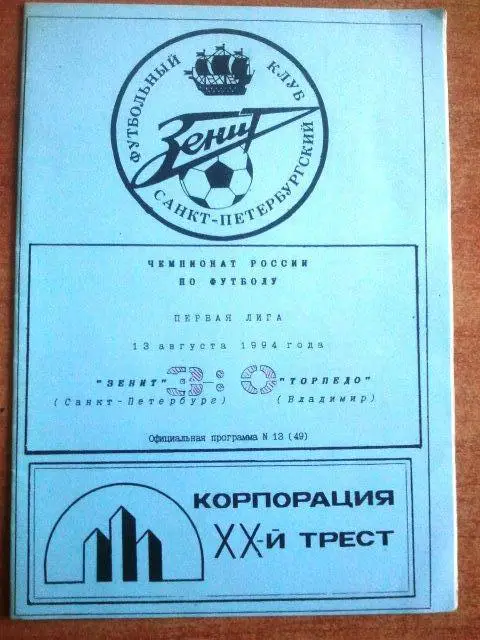 ФУТБОЛЬНЫЙ КЛУБ
Зенит
САНКТ-ПЕТЕРБУРГСКИЙ
ЧЕМПИОНАТ РОССИИ
ПО ФУТБОЛУ
ПЕРВАЯ ЛИГА
13 августа 1994 года
"ЗЕНИТ" 3:0 "ТОРПЕДО"
(Санкт-Петербург) (Владимир)
Официальная программа N 13 (49)
КОРПОРАЦИЯ
XX-Й ТРЕСТ